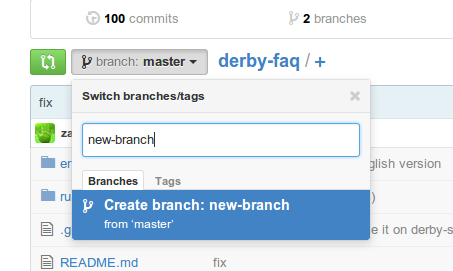 100 commits
2 branches
branch: master
derby-faq / +
Switch branches/tags
fix
new-branch
za
Branches
Tags
er
glish version
Create branch: new-branch
from 'master'
ru
)
.g
e it on derby-s
README.md
fix